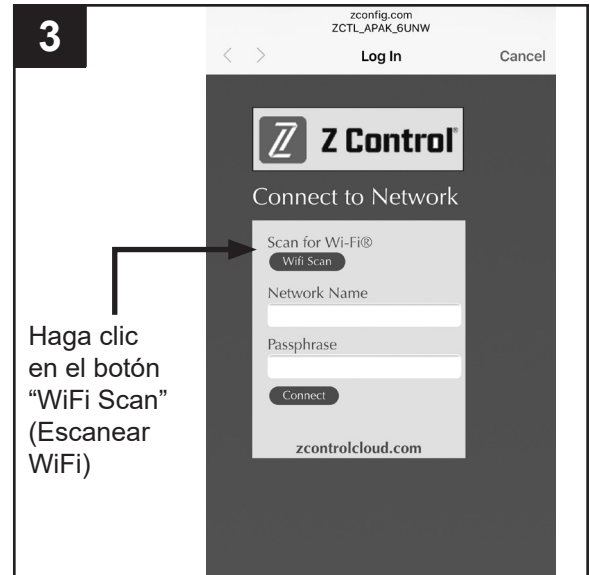 3
zconfig.com
ZCTL_APAK_6UNW
< > Log In Cancel
Z Control®
Connect to Network
Scan for Wi-Fi®
Wifi Scan
Network Name
Passphrase
Connect
zcontrolcloud.com
Haga clic
en el botón
“WiFi Scan”
(Escanear
WiFi)